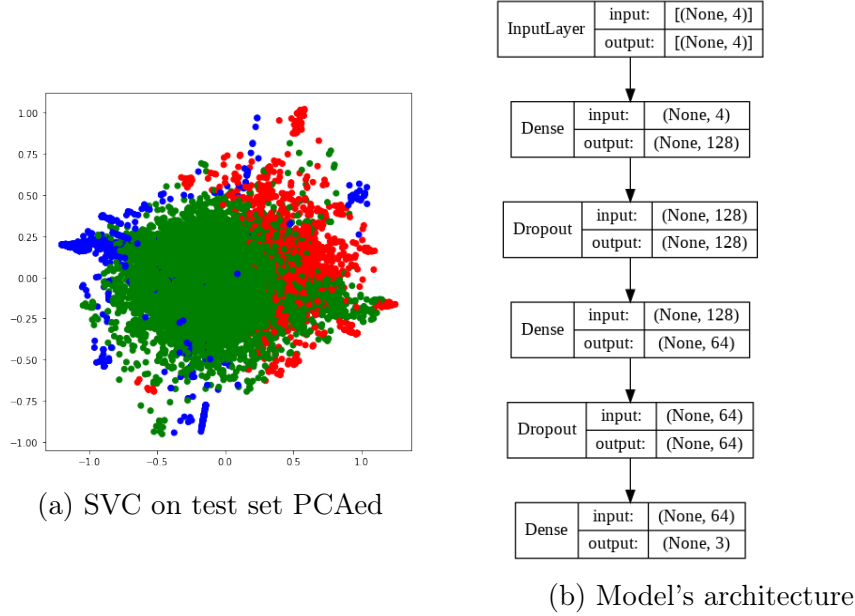 1.00
0.75
0.50
0.25
0.00
−0.25
−0.50
−0.75
−1.00
−1.0 −0.5 0.0 0.5 1.0
(a) SVC on test set PCAed
InputLayer input: [(None, 4)]
output: [(None, 4)]
Dense input: (None, 4)
output: (None, 128)
Dropout input: (None, 128)
output: (None, 128)
Dense input: (None, 128)
output: (None, 64)
Dropout input: (None, 64)
output: (None, 64)
Dense input: (None, 64)
output: (None, 3)
(b) Model's architecture